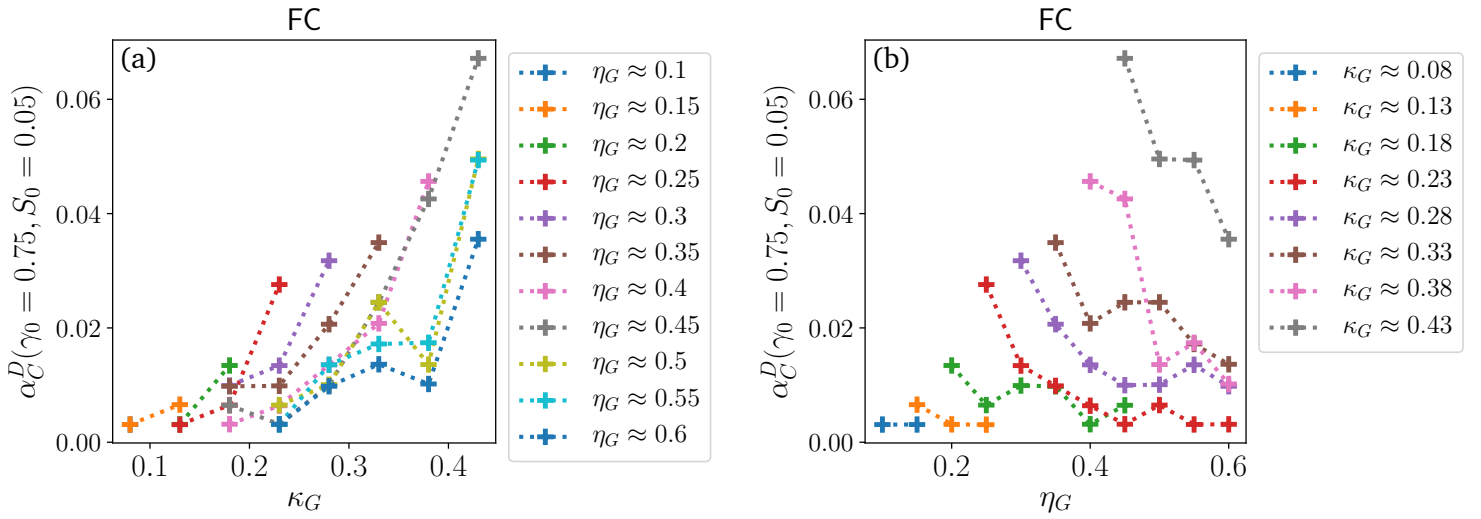 FC
(a)
α_C^D(γ_0 = 0.75, S_0 = 0.05)
0.06
0.04
0.02
0.00
0.1 0.2 0.3 0.4
κ_G
η_G ≈ 0.1
η_G ≈ 0.15
η_G ≈ 0.2
η_G ≈ 0.25
η_G ≈ 0.3
η_G ≈ 0.35
η_G ≈ 0.4
η_G ≈ 0.45
η_G ≈ 0.5
η_G ≈ 0.55
η_G ≈ 0.6
FC
(b)
α_C^D(γ_0 = 0.75, S_0 = 0.05)
0.06
0.04
0.02
0.00
0.2 0.4 0.6
η_G
κ_G ≈ 0.08
κ_G ≈ 0.13
κ_G ≈ 0.18
κ_G ≈ 0.23
κ_G ≈ 0.28
κ_G ≈ 0.33
κ_G ≈ 0.38
κ_G ≈ 0.43